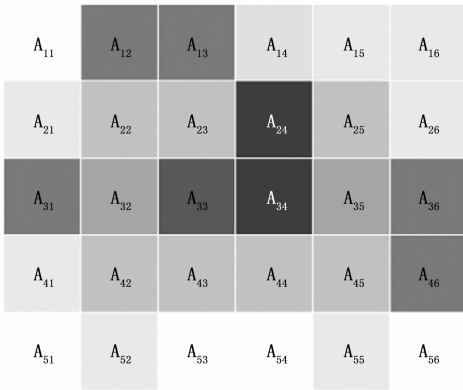 A₁₁ A₁₂ A₁₃ A₁₄ A₁₅ A₁₆
A₂₁ A₂₂ A₂₃ A₂₄ A₂₅ A₂₆
A₃₁ A₃₂ A₃₃ A₃₄ A₃₅ A₃₆
A₄₁ A₄₂ A₄₃ A₄₄ A₄₅ A₄₆
A₅₁ A₅₂ A₅₃ A₅₄ A₅₅ A₅₆